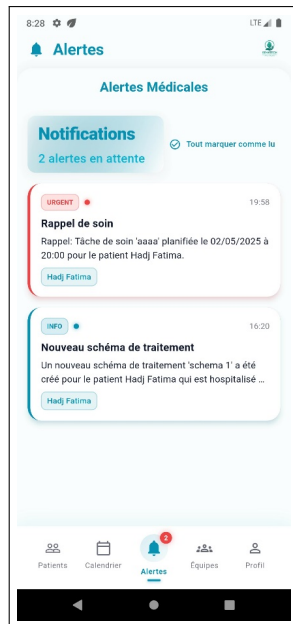 8:28
LTE
Alertes
Alertes Médicales
Notifications
2 alertes en attente
Tout marquer comme lu
URGENT
19:58
Rappel de soin
Rappel: Tâche de soin 'aaaa' planifiée le 02/05/2025 à
20:00 pour le patient Hadj Fatima.
Hadj Fatima
INFO
16:20
Nouveau schéma de traitement
Un nouveau schéma de traitement 'schema 1' a été
créé pour le patient Hadj Fatima qui est hospitalisé ...
Hadj Fatima
2
Patients
Calendrier
Alertes
Équipes
Profil